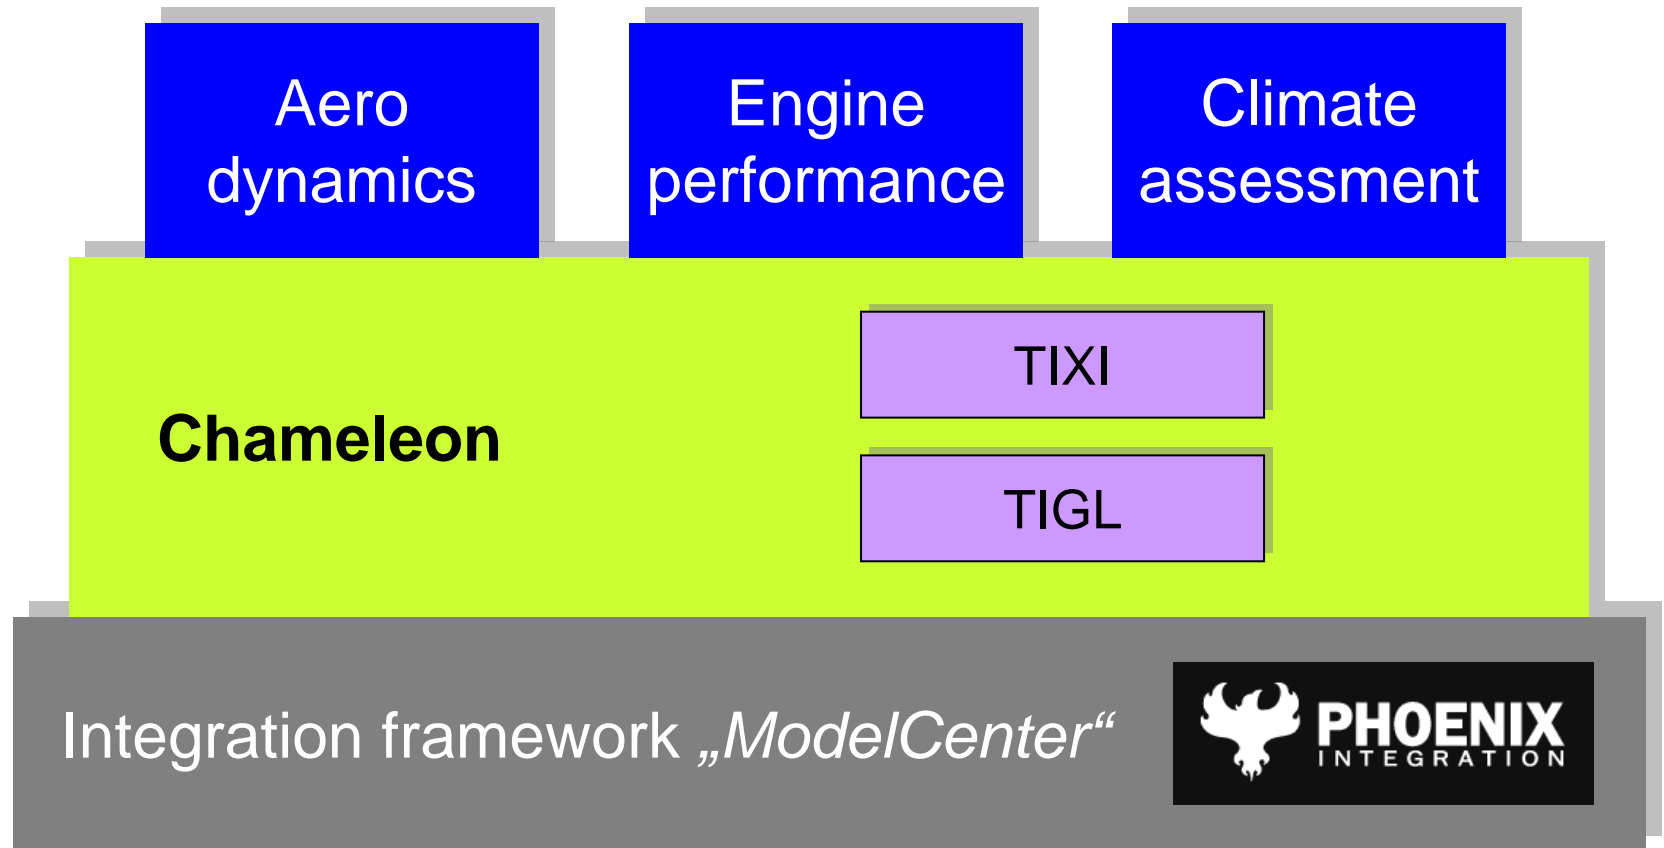 Aero
dynamics
Engine
performance
Climate
assessment
Chameleon
TIXI
TIGL
Integration framework „ModelCenter“
PHOENIX
INTEGRATION